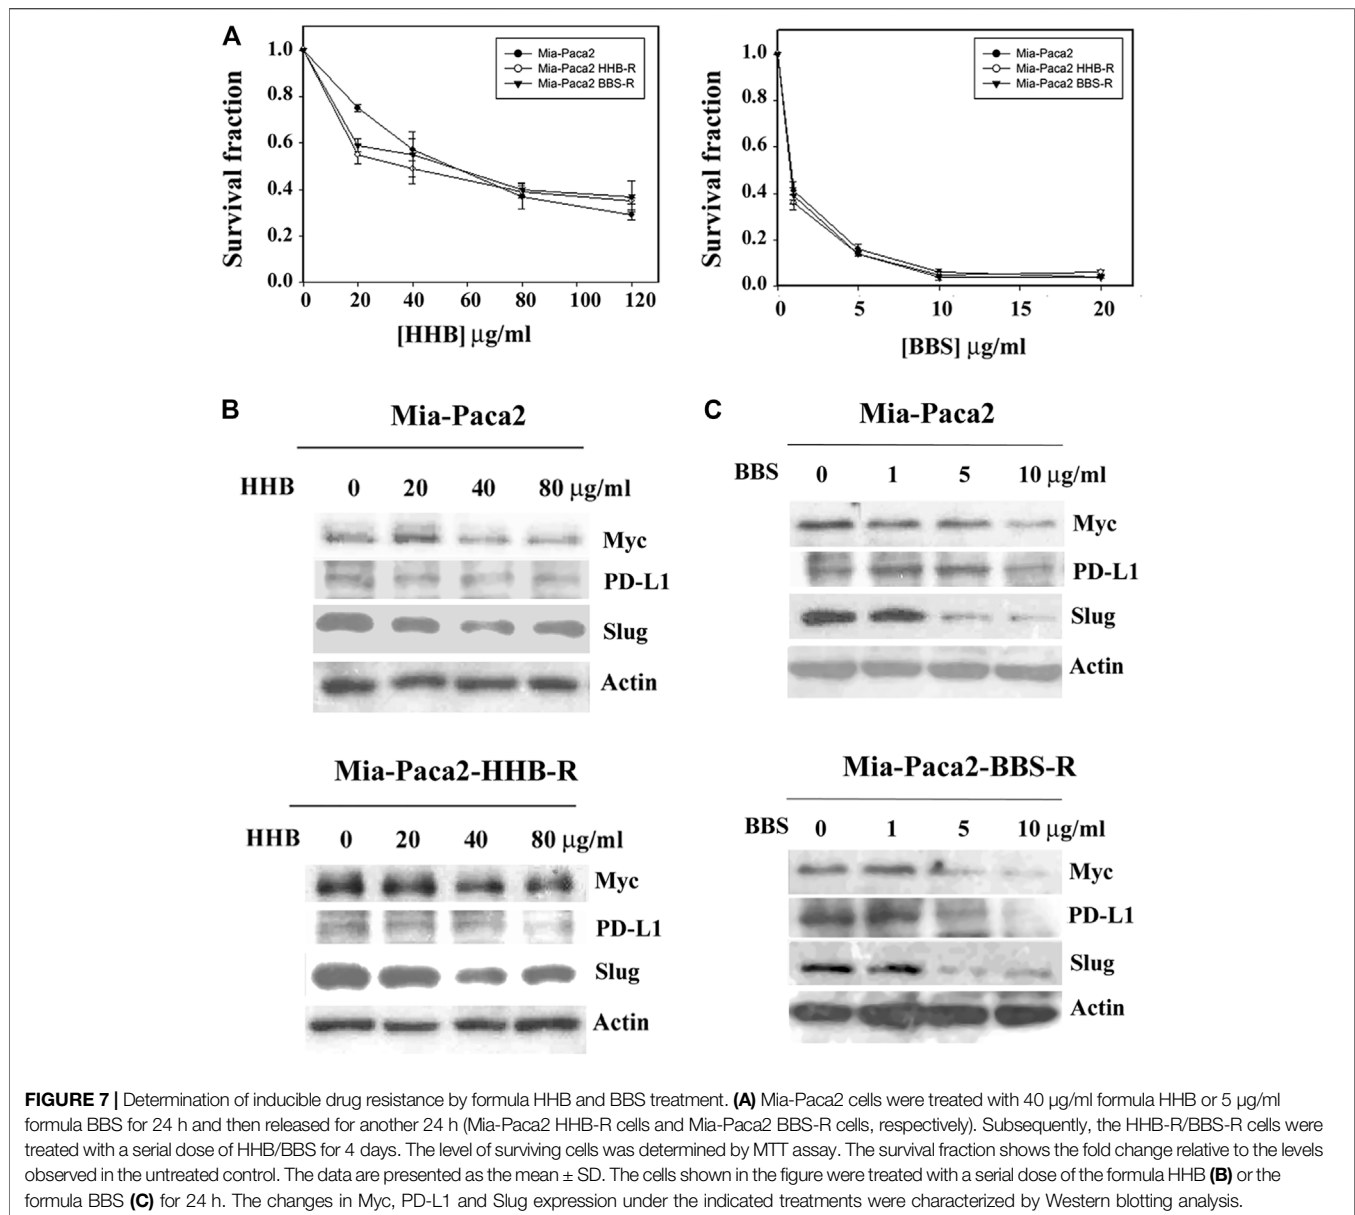 A
1.0
0.8
0.6
0.4
0.2
0.0
Survival fraction
Mia-Paca2
Mia-Paca2 HHB-R
Mia-Paca2 BBS-R
0 20 40 60 80 100 120
[HHB] µg/ml
1.0
0.8
0.6
0.4
0.2
0.0
Survival fraction
Mia-Paca2
Mia-Paca2 HHB-R
Mia-Paca2 BBS-R
0 5 10 15 20
[BBS] µg/ml
B
Mia-Paca2
HHB 0 20 40 80 µg/ml
Myc
PD-L1
Slug
Actin
Mia-Paca2-HHB-R
HHB 0 20 40 80 µg/ml
Myc
PD-L1
Slug
Actin
C
Mia-Paca2
BBS 0 1 5 10 µg/ml
Myc
PD-L1
Slug
Actin
Mia-Paca2-BBS-R
BBS 0 1 5 10 µg/ml
Myc
PD-L1
Slug
Actin
FIGURE 7 | Determination of inducible drug resistance by formula HHB and BBS treatment. (A) Mia-Paca2 cells were treated with 40 µg/ml formula HHB or 5 µg/ml
formula BBS for 24 h and then released for another 24 h (Mia-Paca2 HHB-R cells and Mia-Paca2 BBS-R cells, respectively). Subsequently, the HHB-R/BBS-R cells were
treated with a serial dose of HHB/BBS for 4 days. The level of surviving cells was determined by MTT assay. The survival fraction shows the fold change relative to the levels
observed in the untreated control. The data are presented as the mean ± SD. The cells shown in the figure were treated with a serial dose of the formula HHB (B) or the
formula BBS (C) for 24 h. The changes in Myc, PD-L1 and Slug expression under the indicated treatments were characterized by Western blotting analysis.